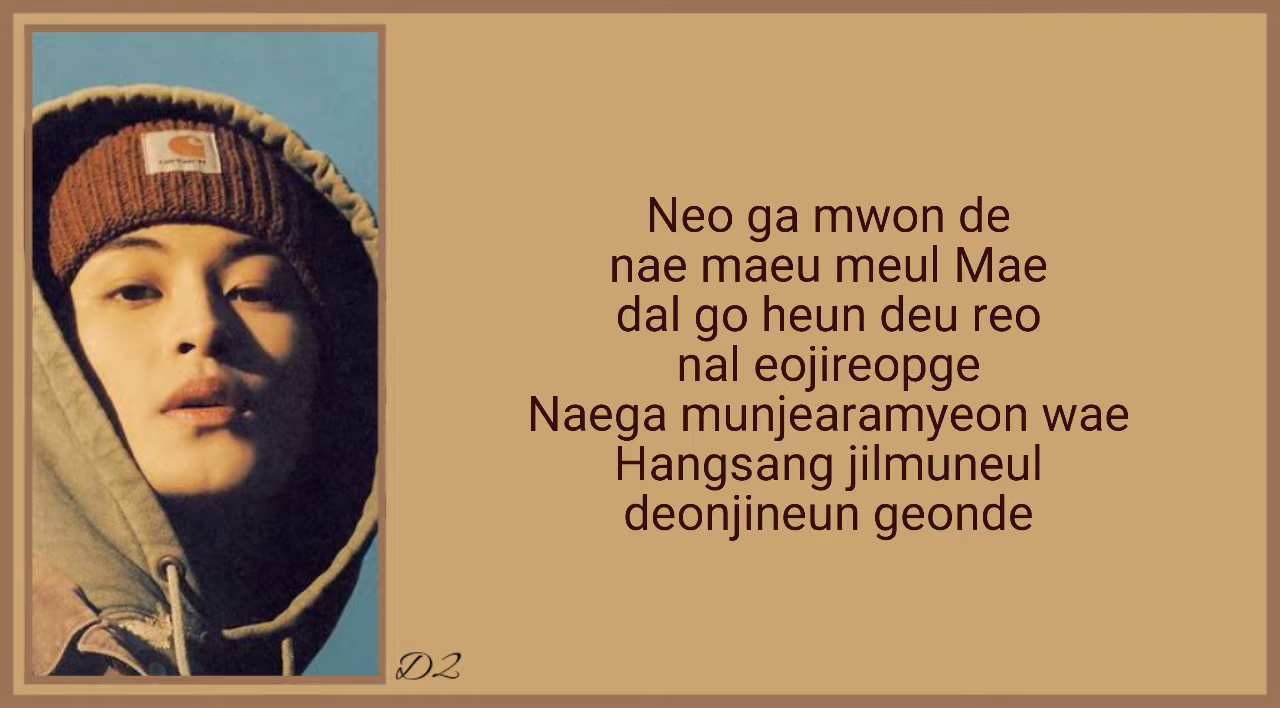 Neo ga mwon de
nae maeu meul Mae
dal go heun deu reo
nal eojireopge
Naega munjearamyeon wae
Hangsang jilmuneul
deonjineun geonde
D2